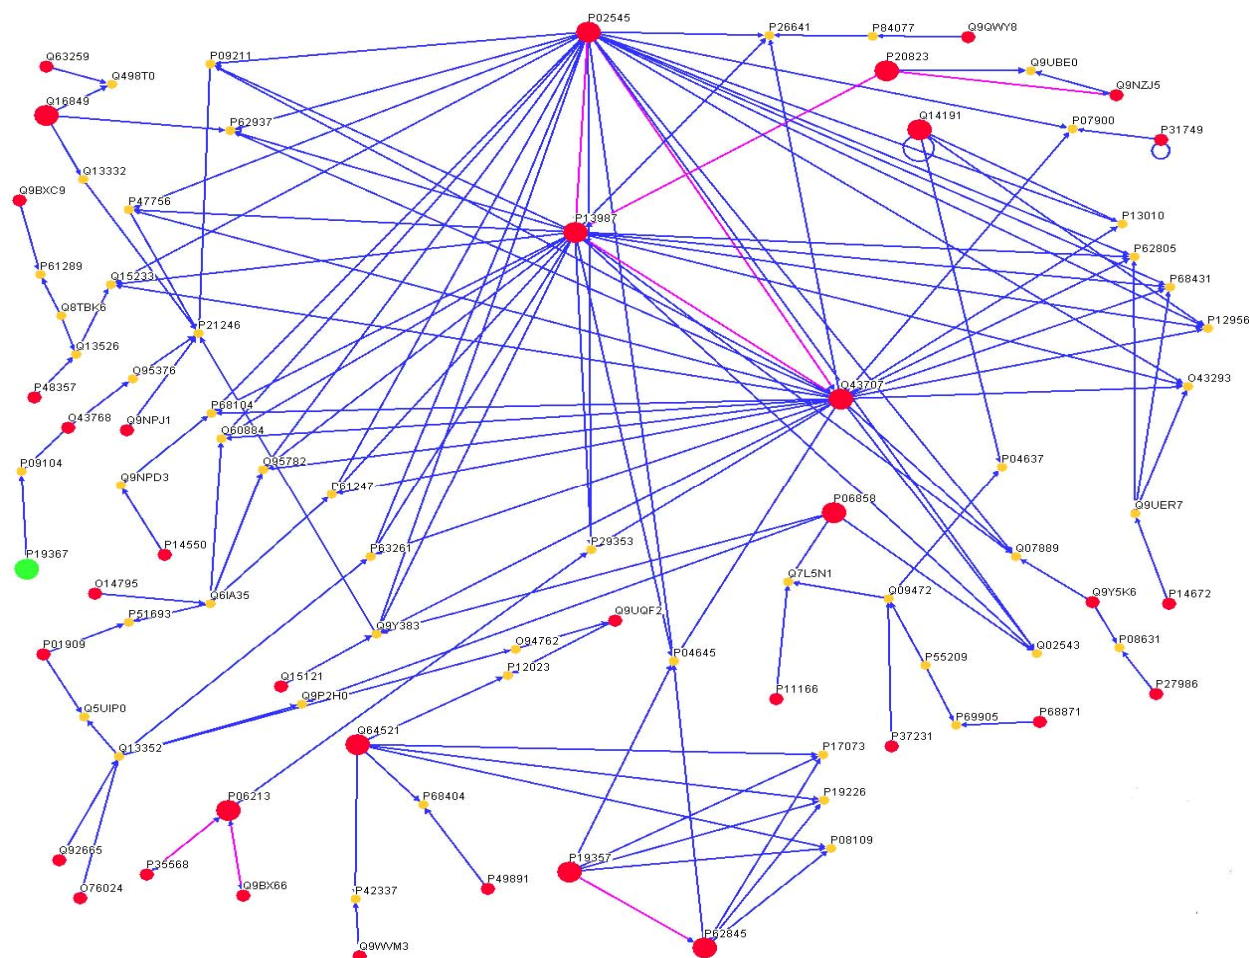 P02545
P26641
P84077
Q9QWY8
Q63259
P09211
P20823
Q9UBE0
Q498T0
Q9NZJ5
Q16849
P62937
Q14191
P07900
P31749
Q13332
Q9BXC9
P47756
P13987
P13010
P62805
P61289
Q15233
P68431
Q8TBK6
P21246
P12956
Q13526
P48357
O95376
Q43707
O43293
O43768
Q9NPJ1
P68104
Q60884
P09104
Q9NPD3
O95782
P04637
P61247
P06858
Q9UER7
P19367
P14550
P63261
P29353
Q07889
O14795
Q6IA35
Q7L5N1
Q09472
Q9Y5K6
P14672
P51693
Q9UQF2
P01909
Q9Y383
O94762
P04645
Q02543
P08631
P12023
P55209
Q15121
Q9P2H0
P11166
P27986
Q5UIP0
Q64521
P69905
P68871
Q13352
P37231
P17073
P06213
P68404
P19226
P08109
Q92665
P35568
P19357
O76024
Q9BX66
P42337
P49891
P62845
Q9WVM3